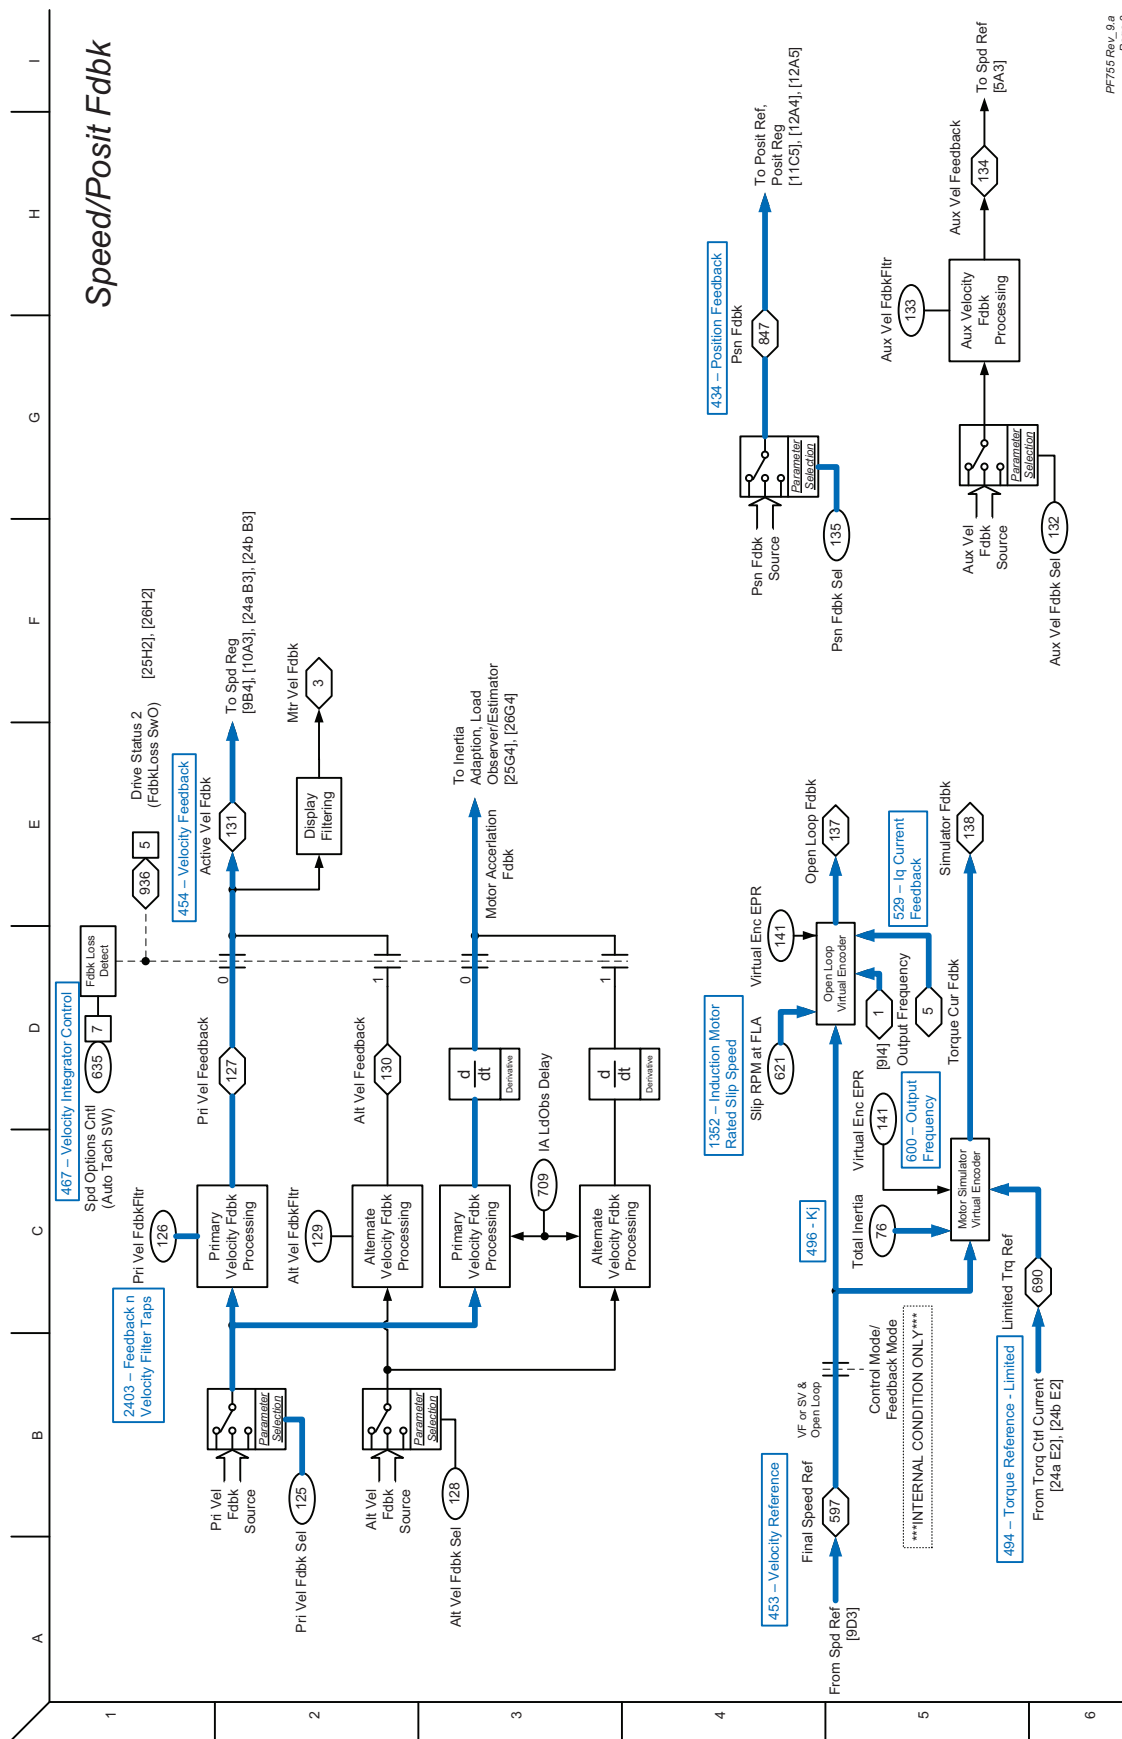 A
B
C
D
E
F
G
H
I
1
2
3
4
5
6
Speed/Posit Fdbk
467 – Velocity Integrator Control
Spd Options Cntl
(Auto Tach SW)
635
7
Fdbk Loss
Detect
936
5
Drive Status 2
(FdbkLoss SwO)
[25H2], [26H2]
2403 – Feedback n
Velocity Filter Taps
Pri Vel FdbkFltr
126
Pri Vel
Fdbk
Source
Parameter
Selection
125
Pri Vel Fdbk Sel
Primary
Velocity Fdbk
Processing
Pri Vel Feedback
127
0
454 – Velocity Feedback
Active Vel Fdbk
131
To Spd Reg
[9B4], [10A3], [24a B3], [24b B3]
Display
Filtering
Mtr Vel Fdbk
3
Alt Vel FdbkFltr
129
Alt Vel
Fdbk
Source
Parameter
Selection
128
Alt Vel Fdbk Sel
Alternate
Velocity Fdbk
Processing
Alt Vel Feedback
130
1
Primary
Velocity Fdbk
Processing
d
dt
Derivative
0
Motor Accerlation
Fdbk
To Inertia
Adaption, Load
Observer/Estimator
[25G4], [26G4]
709
IA LdObs Delay
Alternate
Velocity Fdbk
Processing
d
dt
Derivative
1
434 – Position Feedback
Psn Fdbk
847
To Posit Ref,
Posit Reg
[11C5], [12A4], [12A5]
Psn Fdbk
Source
Parameter
Selection
135
Psn Fdbk Sel
Aux Vel FdbkFltr
133
Aux Vel
Fdbk
Source
Parameter
Selection
132
Aux Vel Fdbk Sel
Aux Velocity
Fdbk
Processing
Aux Vel Feedback
134
To Spd Ref
[5A3]
453 – Velocity Reference
Final Speed Ref
597
From Spd Ref
[9D3]
VF or SV &
Open Loop
Control Mode/
Feedback Mode
***INTERNAL CONDITION ONLY***
496 - Kj
Total Inertia
76
1352 – Induction Motor
Rated Slip Speed
Slip RPM at FLA
621
Virtual Enc EPR
141
Open Loop
Virtual Encoder
Open Loop Fdbk
137
1
[9I4]
Output Frequency
5
Torque Cur Fdbk
529 – Iq Current
Feedback
600 – Output
Frequency
Virtual Enc EPR
141
Motor Simulator
Virtual Encoder
Simulator Fdbk
138
494 – Torque Reference - Limited
Limited Trq Ref
690
From Torq Ctrl Current
[24a E2], [24b E2]
PF755 Rev_9.a